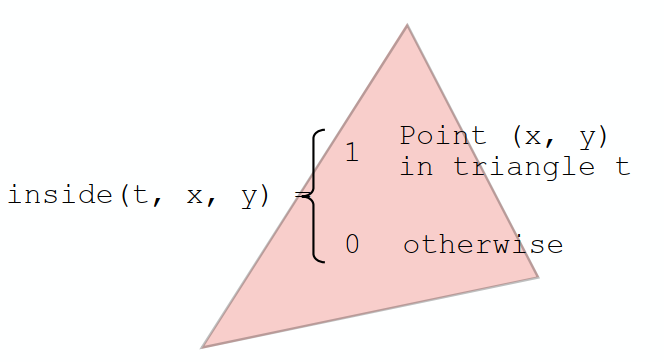 Point (x, y)
1
in triangle t
inside(t, x, y) =
0 otherwise